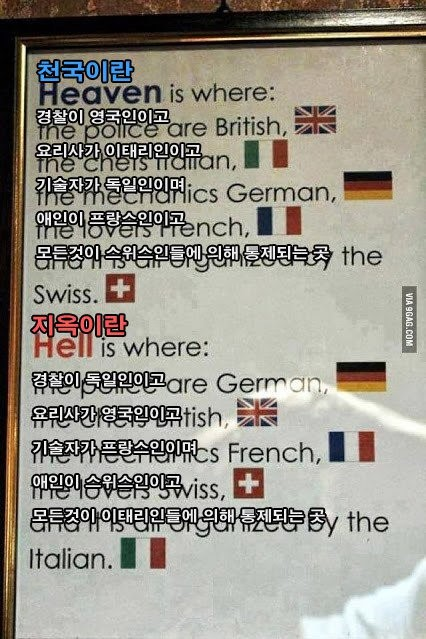 천국이란
Heaven is where:
경찰이 영국인이고
the police are British,
요리사가 이태리인이고
the chefs Italian,
기술자가 독일인이며
the mechanics German,
애인이 프랑스인이고
the lovers French,
모든것이 스위스인들에 의해 통제되는 곳
and it is all organized by the
Swiss.
지옥이란
Hell is where:
경찰이 독일인이고
the police are German,
요리사가 영국인이고
the chefs British,
기술자가 프랑스인이며
the mechanics French,
애인이 스위스인이고
the lovers Swiss,
모든것이 이태리인들에 의해 통제되는 곳
and it is all organized by the
Italian.
VIA 9GAG.COM